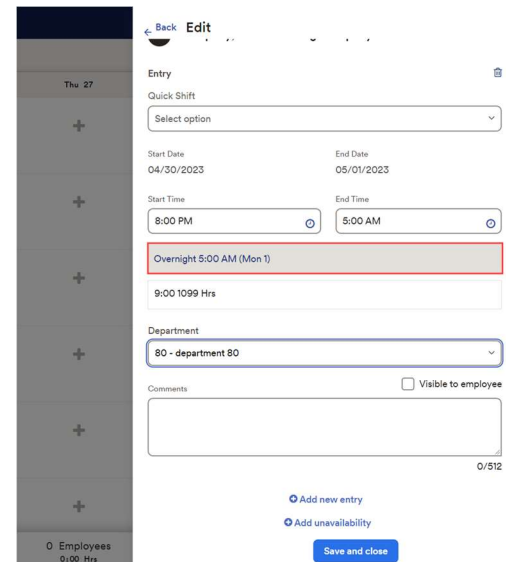 Back Edit
Entry
Thu 27
Quick Shift
Select option
Start Date
End Date
04/30/2023
05/01/2023
Start Time
End Time
8:00 PM
5:00 AM
Overnight 5:00 AM (Mon 1)
9:00 1099 Hrs
Department
80 - department 80
Comments
Visible to employee
0/512
Add new entry
Add unavailability
0 Employees
0:00 Hrs
Save and close